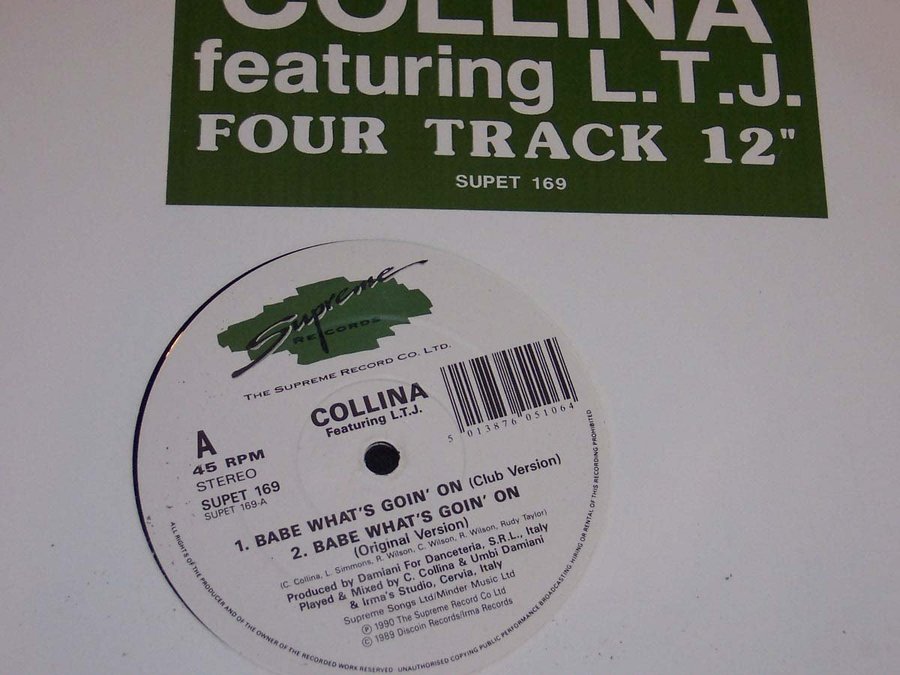 COLLINA
featuring L.T.J.
FOUR TRACK 12"
SUPET 169
Supreme
RECORDS
THE SUPREME RECORD CO. LTD.
COLLINA
Featuring L.T.J.
5 013876 051064
A
45 RPM
STEREO
SUPET 169
SUPET 169-A
1. BABE WHAT'S GOIN' ON (Club Version)
2. BABE WHAT'S GOIN' ON
(Original Version)
(C. Collina, L. Simmons, R. Wilson, C. Wilson, R. Wilson, Rudy Taylor)
Produced by Damiani For Danceteria, S.R.L., Italy
Played & Mixed by C. Collina & Umbi Damiani
& Irma's Studio, Cervia, Italy
Supreme Songs Ltd/Minder Music Ltd
Ⓟ 1990 The Supreme Record Co Ltd
© 1989 Discoin Records/Irma Records
ALL RIGHTS OF THE PRODUCER AND OF THE OWNER OF THE RECORDED WORK RESERVED · UNAUTHORISED COPYING PUBLIC PERFORMANCE BROADCASTING HIRING OR RENTAL OF THIS RECORDING PROHIBITED